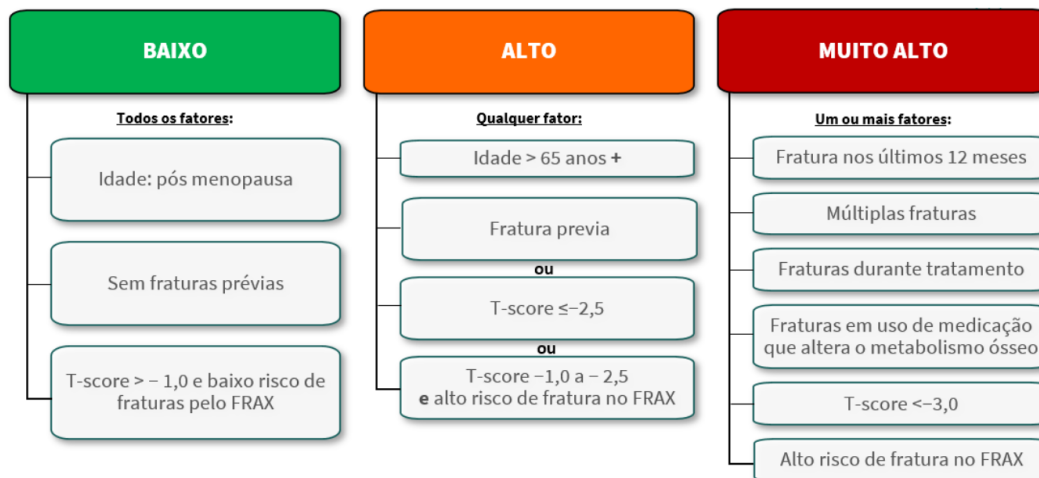 BAIXO
Todos os fatores:
Idade: pós menopausa
Sem fraturas prévias
T-score > − 1,0 e baixo risco de
fraturas pelo FRAX
ALTO
Qualquer fator:
Idade > 65 anos +
Fratura previa
ou
T-score ≤−2,5
ou
T-score −1,0 a − 2,5
e alto risco de fratura no FRAX
MUITO ALTO
Um ou mais fatores:
Fratura nos últimos 12 meses
Múltiplas fraturas
Fraturas durante tratamento
Fraturas em uso de medicação
que altera o metabolismo ósseo
T-score <−3,0
Alto risco de fratura no FRAX